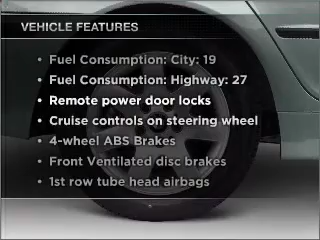 VEHICLE FEATURES
• Fuel Consumption: City: 19
• Fuel Consumption: Highway: 27
• Remote power door locks
• Cruise controls on steering wheel
• 4-wheel ABS Brakes
• Front Ventilated disc brakes
• 1st row tube head airbags